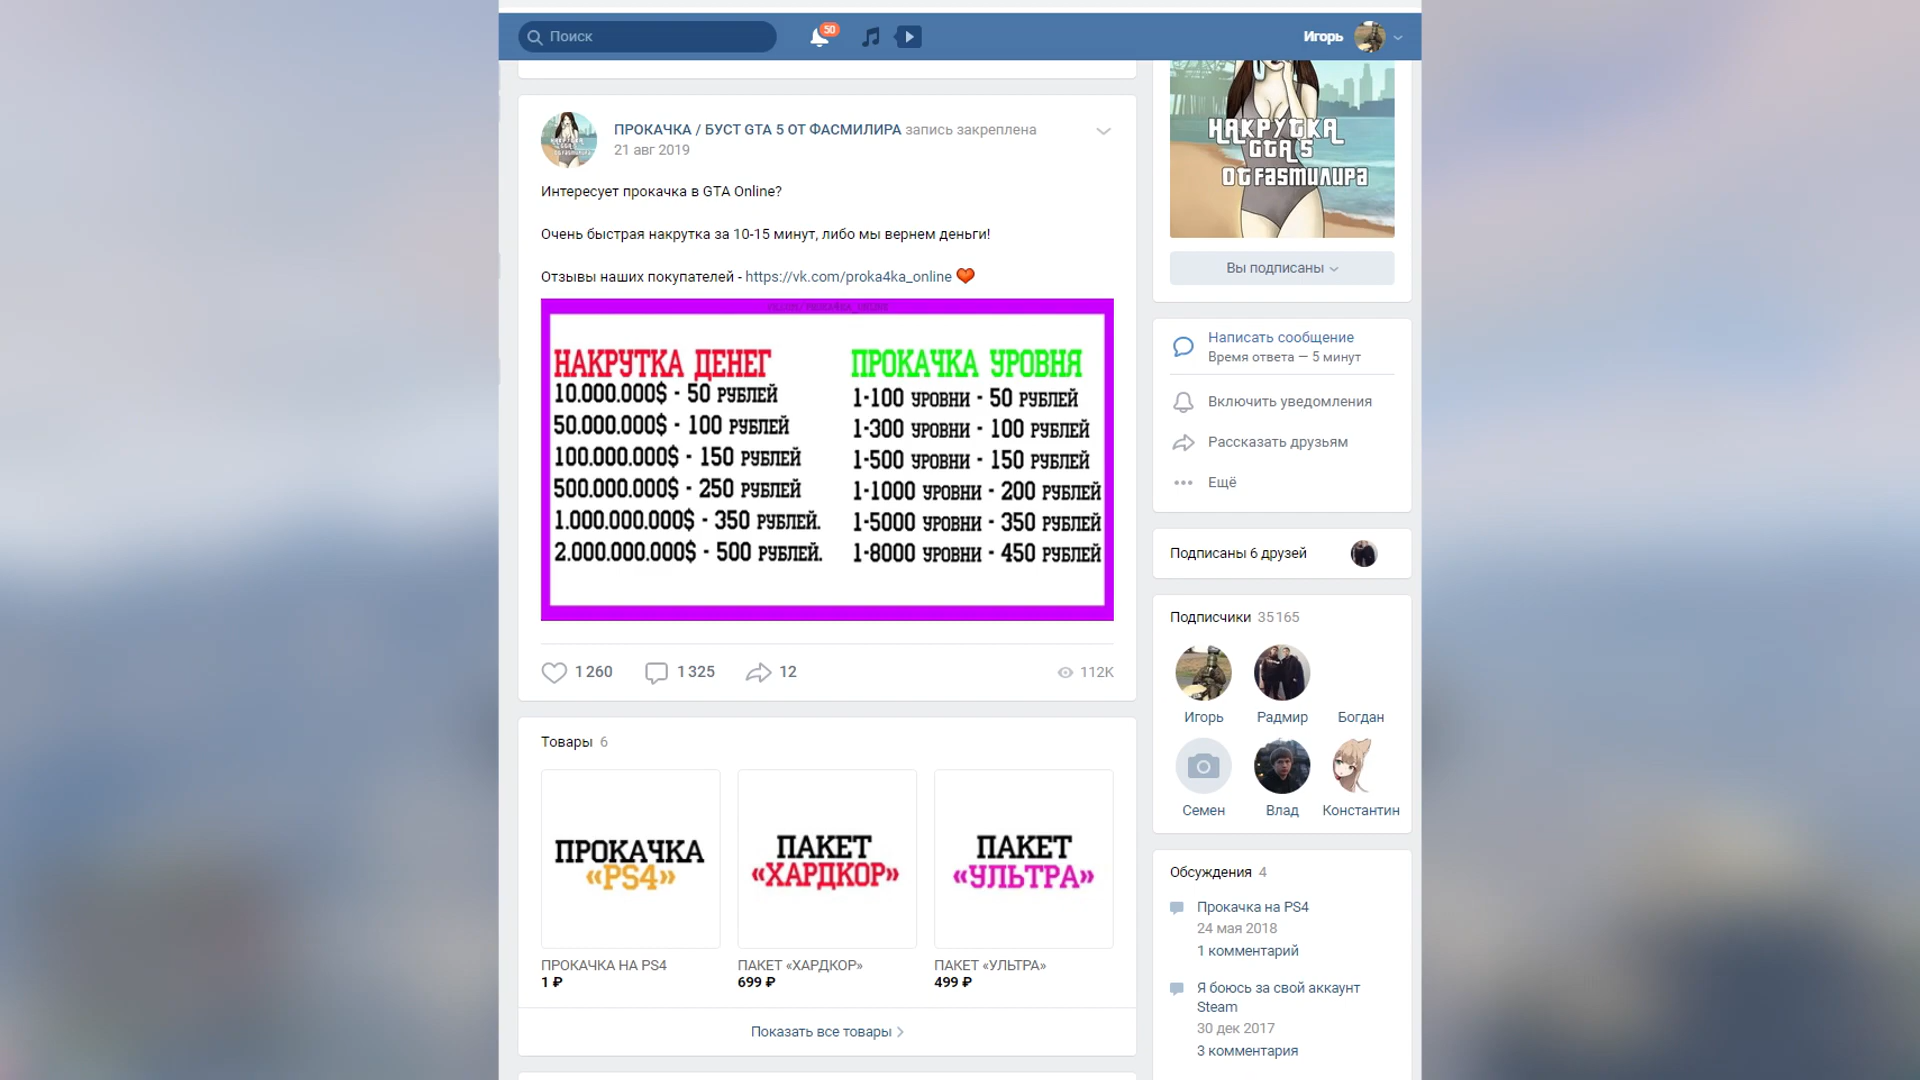 Поиск
50
Игорь
ПРОКАЧКА / БУСТ GTA 5 ОТ ФАСМИЛИРА запись закреплена
21 авг 2019
Интересует прокачка в GTA Online?
Очень быстрая накрутка за 10-15 минут, либо мы вернем деньги!
Отзывы наших покупателей - https://vk.com/proka4ka_online
VK.COM/PROKA4KA_ONLINE
НАКРУТКА ДЕНЕГ
10.000.000$ - 50 РУБЛЕЙ
50.000.000$ - 100 РУБЛЕЙ
100.000.000$ - 150 РУБЛЕЙ
500.000.000$ - 250 РУБЛЕЙ
1.000.000.000$ - 350 РУБЛЕЙ.
2.000.000.000$ - 500 РУБЛЕЙ.
ПРОКАЧКА УРОВНЯ
1-100 УРОВНИ - 50 РУБЛЕЙ
1-300 УРОВНИ - 100 РУБЛЕЙ
1-500 УРОВНИ - 150 РУБЛЕЙ
1-1000 УРОВНИ - 200 РУБЛЕЙ
1-5000 УРОВНИ - 350 РУБЛЕЙ
1-8000 УРОВНИ - 450 РУБЛЕЙ
1 260
1 325
12
112K
Товары 6
ПРОКАЧКА
«PS4»
ПАКЕТ
«ХАРДКОР»
ПАКЕТ
«УЛЬТРА»
ПРОКАЧКА НА PS4
1 ₽
ПАКЕТ «ХАРДКОР»
699 ₽
ПАКЕТ «УЛЬТРА»
499 ₽
Показать все товары
НАКРУТКА
GTA 5
ОТ FASMИЛИРА
Вы подписаны
Написать сообщение
Время ответа — 5 минут
Включить уведомления
Рассказать друзьям
Ещё
Подписаны 6 друзей
Подписчики 35 165
Игорь
Радмир
Богдан
Семен
Влад
Константин
Обсуждения 4
Прокачка на PS4
24 мая 2018
1 комментарий
Я боюсь за свой аккаунт
Steam
30 дек 2017
3 комментария